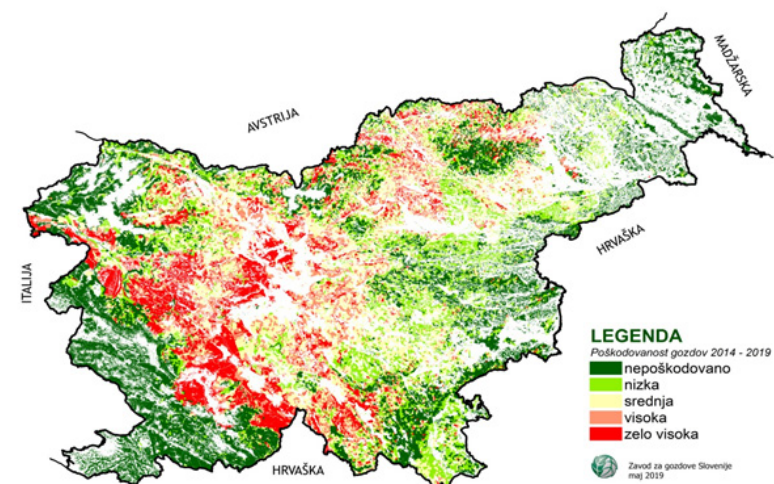 MADŽARSKA
AVSTRIJA
HRVAŠKA
ITALIJA
HRVAŠKA
LEGENDA
Poškodovanost gozdov 2014 - 2019
nepoškodovano
nizka
srednja
visoka
zelo visoka
Zavod za gozdove Slovenije
maj 2019